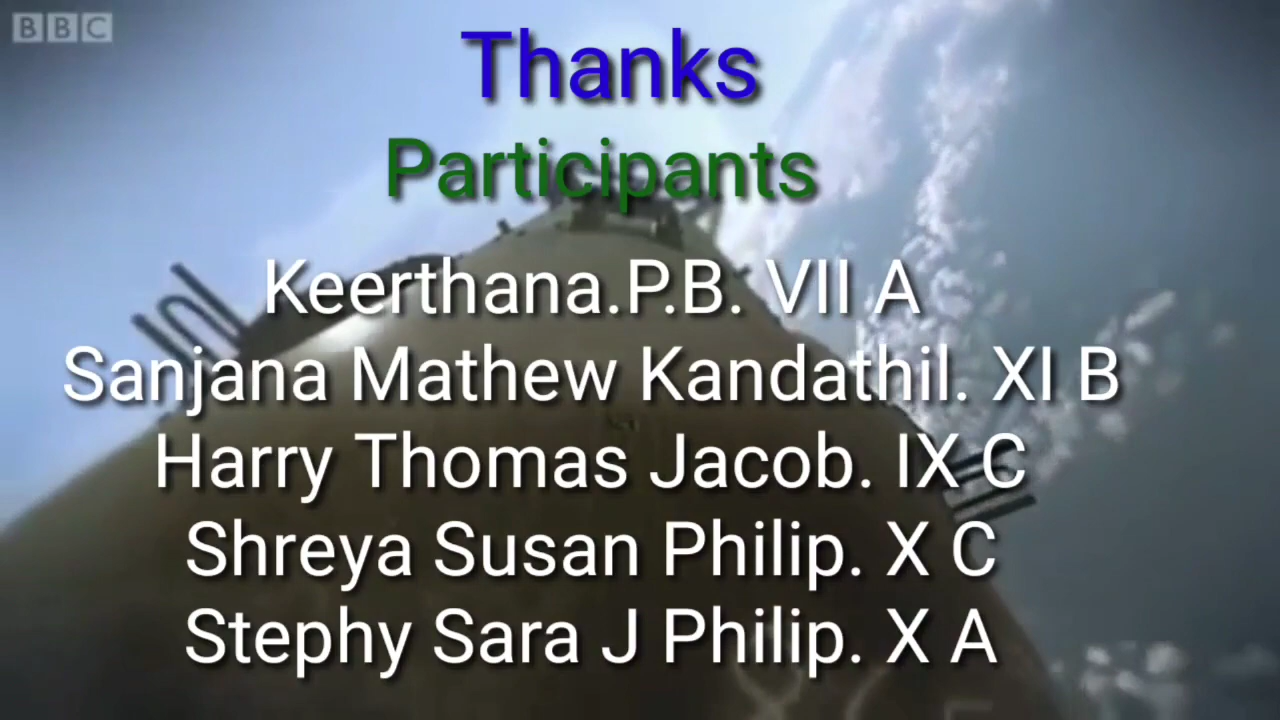 BBC
Thanks
Participants
Keerthana.P.B. VII A
Sanjana Mathew Kandathil. XI B
Harry Thomas Jacob. IX C
Shreya Susan Philip. X C
Stephy Sara J Philip. X A